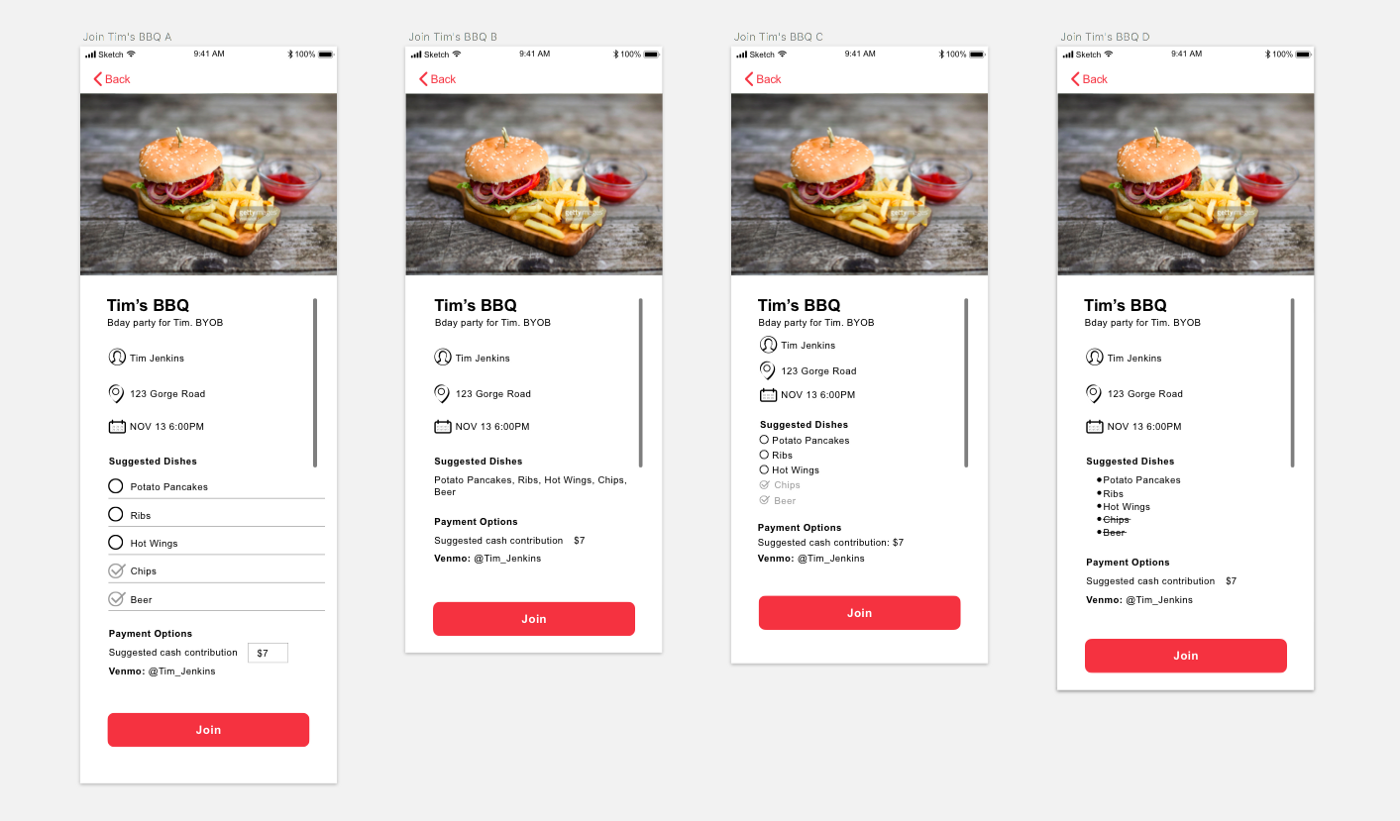 Join Tim's BBQ A
Sketch 9:41 AM 100%
Back
Tim's BBQ
Bday party for Tim. BYOB
Tim Jenkins
123 Gorge Road
NOV 13 6:00PM
Suggested Dishes
Potato Pancakes
Ribs
Hot Wings
Chips
Beer
Payment Options
Suggested cash contribution $7
Venmo: @Tim_Jenkins
Join
Join Tim's BBQ B
Sketch 9:41 AM 100%
Back
Tim's BBQ
Bday party for Tim. BYOB
Tim Jenkins
123 Gorge Road
NOV 13 6:00PM
Suggested Dishes
Potato Pancakes, Ribs, Hot Wings, Chips,
Beer
Payment Options
Suggested cash contribution $7
Venmo: @Tim_Jenkins
Join
Join Tim's BBQ C
Sketch 9:41 AM 100%
Back
Tim's BBQ
Bday party for Tim. BYOB
Tim Jenkins
123 Gorge Road
NOV 13 6:00PM
Suggested Dishes
Potato Pancakes
Ribs
Hot Wings
Chips
Beer
Payment Options
Suggested cash contribution: $7
Venmo: @Tim_Jenkins
Join
Join Tim's BBQ D
Sketch 9:41 AM 100%
Back
Tim's BBQ
Bday party for Tim. BYOB
Tim Jenkins
123 Gorge Road
NOV 13 6:00PM
Suggested Dishes
Potato Pancakes
Ribs
Hot Wings
Chips
Beer
Payment Options
Suggested cash contribution $7
Venmo: @Tim_Jenkins
Join